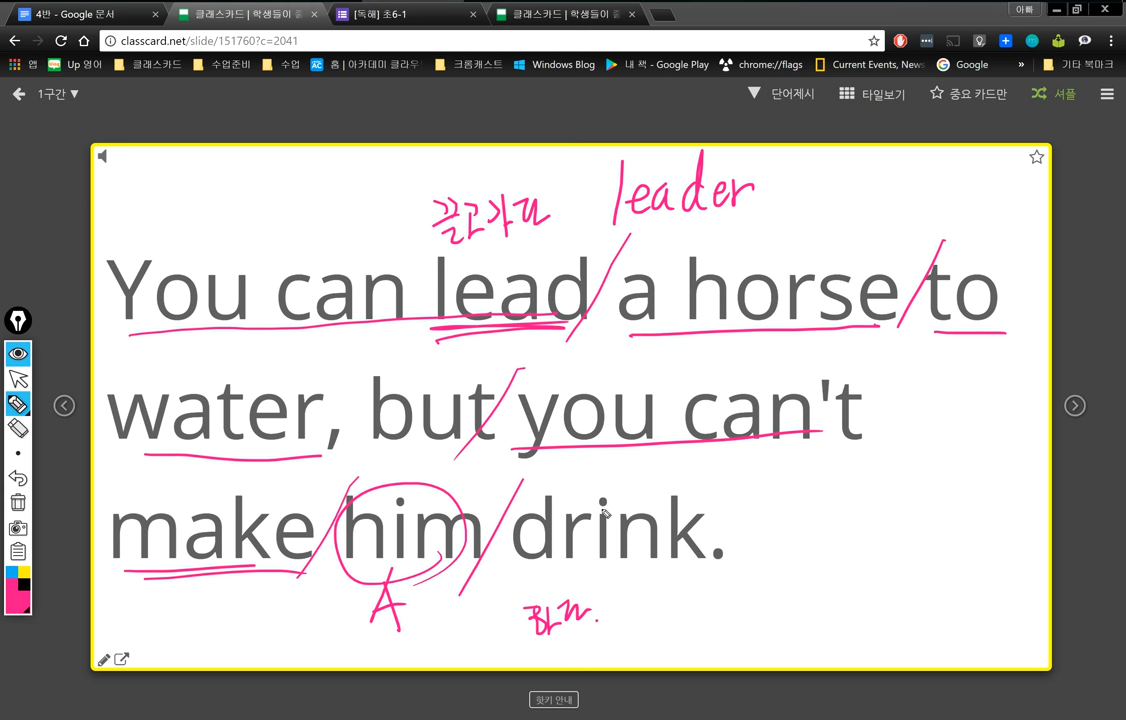 4반 - Google 문서
클래스카드 | 학생들이 좋
[독해] 초6-1
클래스카드 | 학생들이 좋
아빠
classcard.net/slide/151760?c=2041
앱
Up 영어
클래스카드
수업준비
수업
홈 | 아카데미 클라우
크롬캐스트
Windows Blog
내 책 - Google Play
chrome://flags
Current Events, News
Google
»
기타 북마크
1구간 ▼
단어제시
타일보기
중요 카드만
셔플
끌고가다
leader
You can lead a horse to
water, but you can't
make him drink.
A
핫키 안내